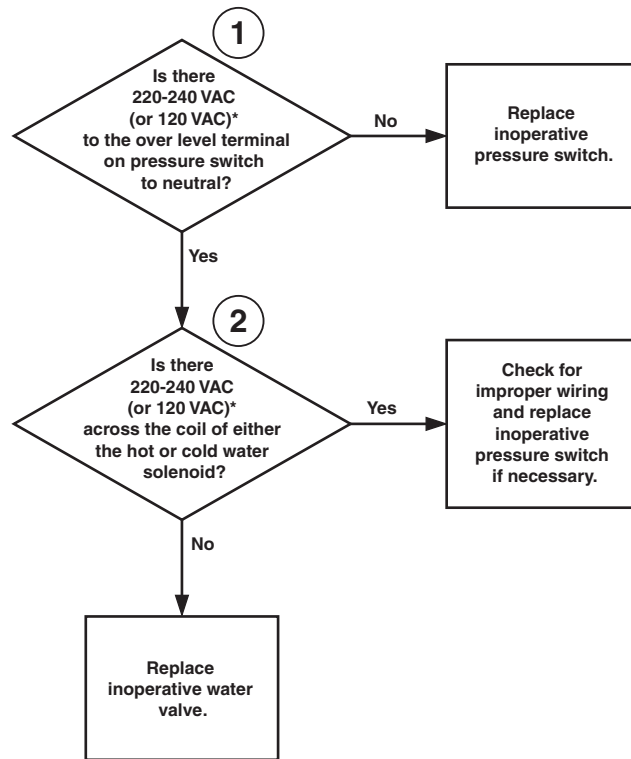 1
Is there
220-240 VAC
(or 120 VAC)*
to the over level terminal
on pressure switch
to neutral?
No
Replace
inoperative
pressure switch.
Yes
2
Is there
220-240 VAC
(or 120 VAC)*
across the coil of either
the hot or cold water
solenoid?
Yes
Check for
improper wiring
and replace
inoperative
pressure switch
if necessary.
No
Replace
inoperative water
valve.